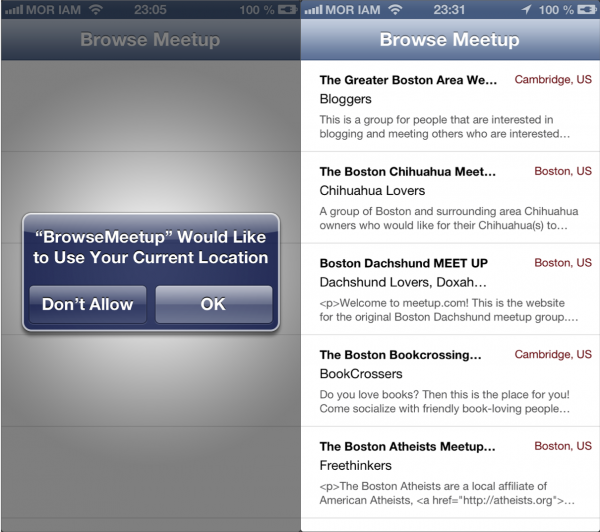 MOR IAM 23:05 100 %
Browse Meetup
“BrowseMeetup” Would Like
to Use Your Current Location
Don’t Allow OK
MOR IAM 23:31 100 %
Browse Meetup
The Greater Boston Area We… Cambridge, US
Bloggers
This is a group for people that are interested in
blogging and meeting others who are interested…
The Boston Chihuahua Meet… Boston, US
Chihuahua Lovers
A group of Boston and surrounding area Chihuahua
owners who would like for their Chihuahua(s) to…
Boston Dachshund MEET UP Boston, US
Dachshund Lovers, Doxah…
<p>Welcome to meetup.com! This is the website
for the original Boston Dachshund meetup group.…
The Boston Bookcrossing… Cambridge, US
BookCrossers
Do you love books? Then this is the place for you!
Come socialize with friendly book-loving people…
The Boston Atheists Meetup… Boston, US
Freethinkers
<p>The Boston Atheists are a local affiliate of
American Atheists, <a href="http://atheists.org">…